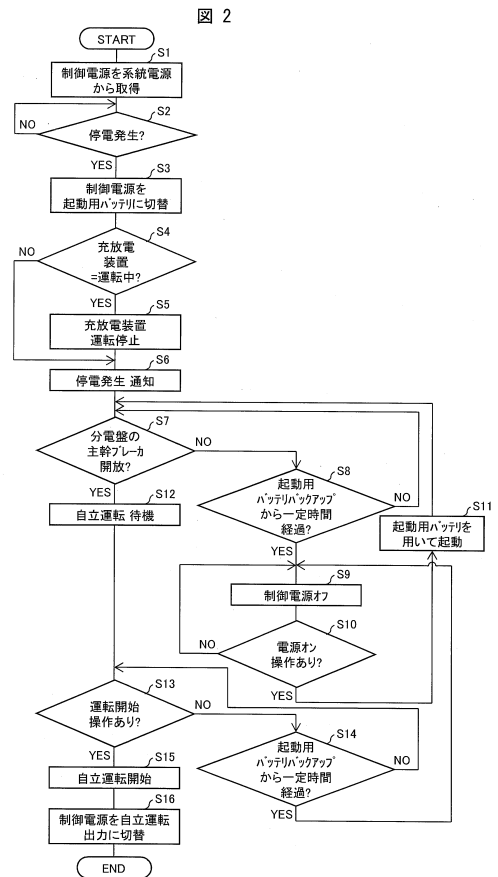 図 2
START
S1
制御電源を系統電源
から取得
S2
NO
停電発生?
YES
S3
制御電源を
起動用ﾊﾞｯﾃﾘに切替
S4
NO
充放電
装置
=運転中?
YES
S5
充放電装置
運転停止
S6
停電発生 通知
S7
分電盤の
主幹ﾌﾞﾚｰｶ
開放?
NO
YES
S8
起動用
ﾊﾞｯﾃﾘﾊﾞｯｸｱｯﾌﾟ
から一定時間
経過?
NO
YES
S11
起動用ﾊﾞｯﾃﾘを
用いて起動
S12
自立運転 待機
S9
制御電源ｵﾌ
S10
NO
電源ｵﾝ
操作あり?
YES
S13
運転開始
操作あり?
NO
YES
S14
起動用
ﾊﾞｯﾃﾘﾊﾞｯｸｱｯﾌﾟ
から一定時間
経過?
NO
YES
S15
自立運転開始
S16
制御電源を自立運転
出力に切替
END